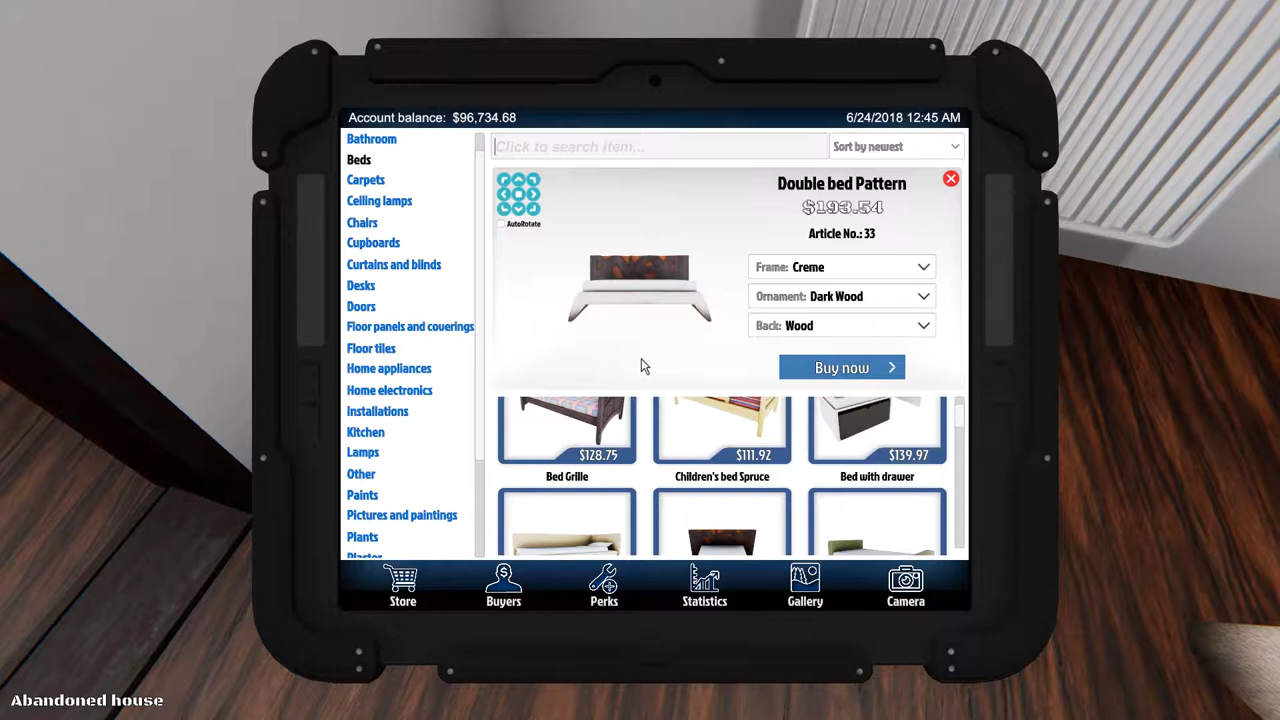 Account balance: $96,734.68
6/24/2018 12:45 AM
Bathroom
Beds
Carpets
Ceiling lamps
Chairs
Cupboards
Curtains and blinds
Desks
Doors
Floor panels and coverings
Floor tiles
Home appliances
Home electronics
Installations
Kitchen
Lamps
Other
Paints
Pictures and paintings
Plants
Plaster
Click to search item...
Sort by newest
AutoRotate
Double bed Pattern
$193.54
Article No.: 33
Frame: Creme
Ornament: Dark Wood
Back: Wood
Buy now
$128.75
$111.92
$139.97
Bed Grille
Children's bed Spruce
Bed with drawer
Store
Buyers
Perks
Statistics
Gallery
Camera
Abandoned house